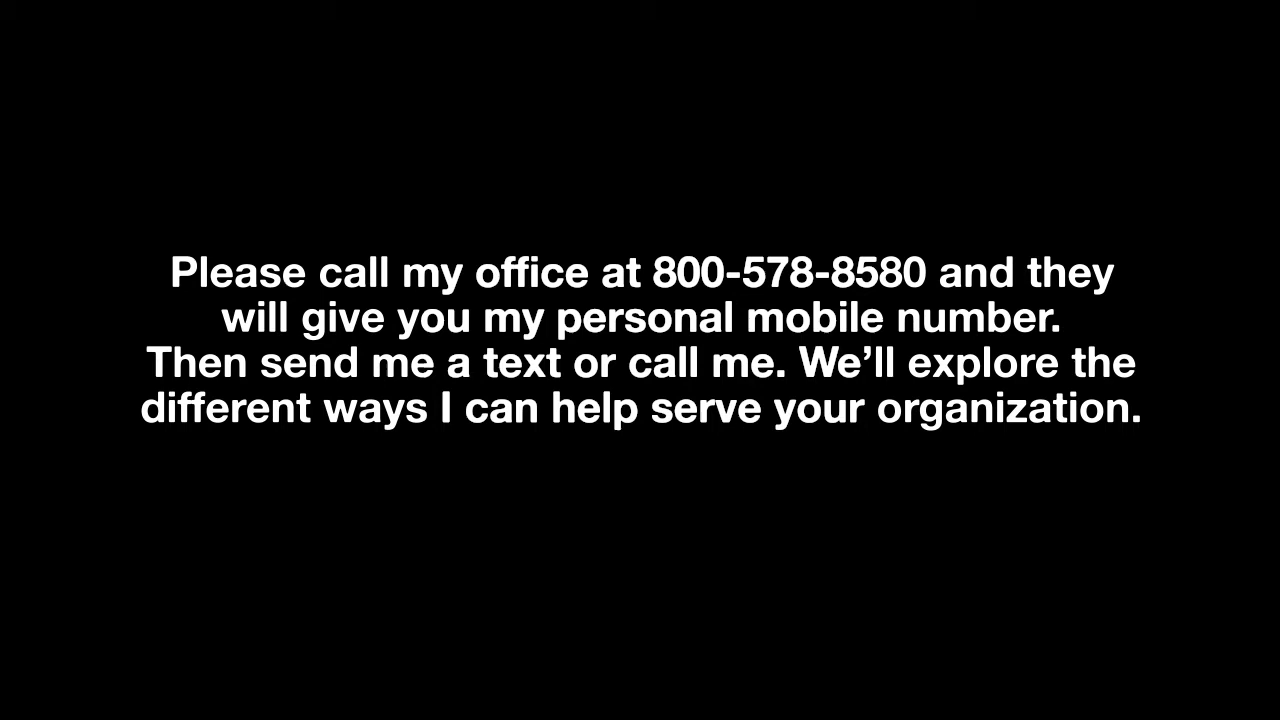 Please call my office at 800-578-8580 and they
will give you my personal mobile number.
Then send me a text or call me. We’ll explore the
different ways I can help serve your organization.